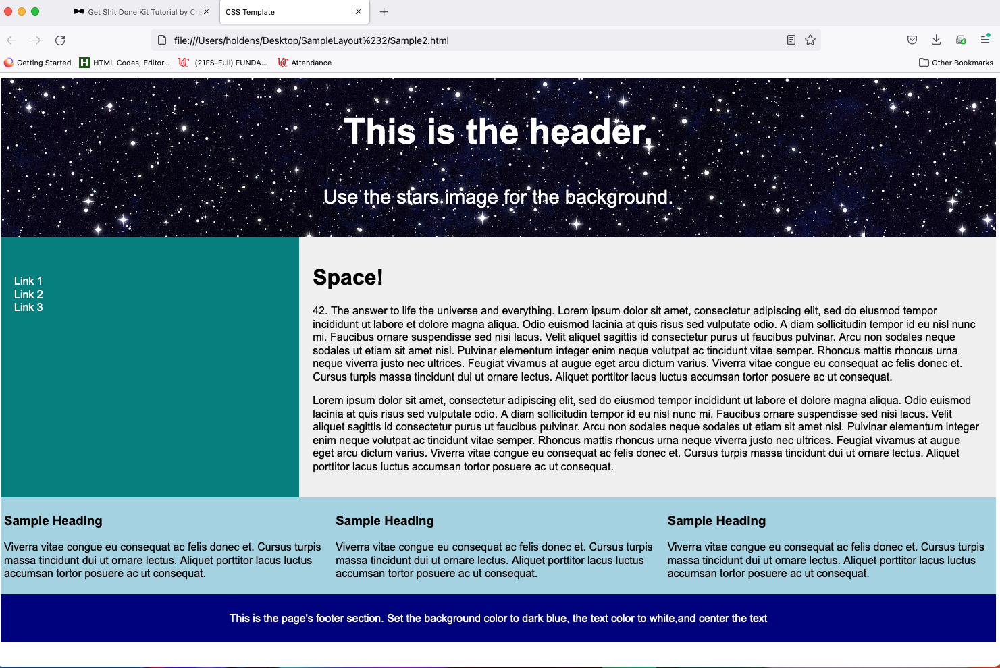 Get Shit Done Kit Tutorial by Cre
CSS Template
file:///Users/holdens/Desktop/SampleLayout%232/Sample2.html
Getting Started
HTML Codes, Editor...
(21FS-Full) FUNDA...
Attendance
Other Bookmarks
This is the header.
Use the stars image for the background.
Link 1
Link 2
Link 3
Space!
42. The answer to life the universe and everything. Lorem ipsum dolor sit amet, consectetur adipiscing elit, sed do eiusmod tempor
incididunt ut labore et dolore magna aliqua. Odio euismod lacinia at quis risus sed vulputate odio. A diam sollicitudin tempor id eu nisl nunc
mi. Faucibus ornare suspendisse sed nisi lacus. Velit aliquet sagittis id consectetur purus ut faucibus pulvinar. Arcu non sodales neque
sodales ut etiam sit amet nisl. Pulvinar elementum integer enim neque volutpat ac tincidunt vitae semper. Rhoncus mattis rhoncus urna
neque viverra justo nec ultrices. Feugiat vivamus at augue eget arcu dictum varius. Viverra vitae congue eu consequat ac felis donec et.
Cursus turpis massa tincidunt dui ut ornare lectus. Aliquet porttitor lacus luctus accumsan tortor posuere ac ut consequat.
Lorem ipsum dolor sit amet, consectetur adipiscing elit, sed do eiusmod tempor incididunt ut labore et dolore magna aliqua. Odio euismod
lacinia at quis risus sed vulputate odio. A diam sollicitudin tempor id eu nisl nunc mi. Faucibus ornare suspendisse sed nisi lacus. Velit
aliquet sagittis id consectetur purus ut faucibus pulvinar. Arcu non sodales neque sodales ut etiam sit amet nisl. Pulvinar elementum integer
enim neque volutpat ac tincidunt vitae semper. Rhoncus mattis rhoncus urna neque viverra justo nec ultrices. Feugiat vivamus at augue
eget arcu dictum varius. Viverra vitae congue eu consequat ac felis donec et. Cursus turpis massa tincidunt dui ut ornare lectus. Aliquet
porttitor lacus luctus accumsan tortor posuere ac ut consequat.
Sample Heading
Viverra vitae congue eu consequat ac felis donec et. Cursus turpis
massa tincidunt dui ut ornare lectus. Aliquet porttitor lacus luctus
accumsan tortor posuere ac ut consequat.
Sample Heading
Viverra vitae congue eu consequat ac felis donec et. Cursus turpis
massa tincidunt dui ut ornare lectus. Aliquet porttitor lacus luctus
accumsan tortor posuere ac ut consequat.
Sample Heading
Viverra vitae congue eu consequat ac felis donec et. Cursus turpis
massa tincidunt dui ut ornare lectus. Aliquet porttitor lacus luctus
accumsan tortor posuere ac ut consequat.
This is the page's footer section. Set the background color to dark blue, the text color to white,and center the text